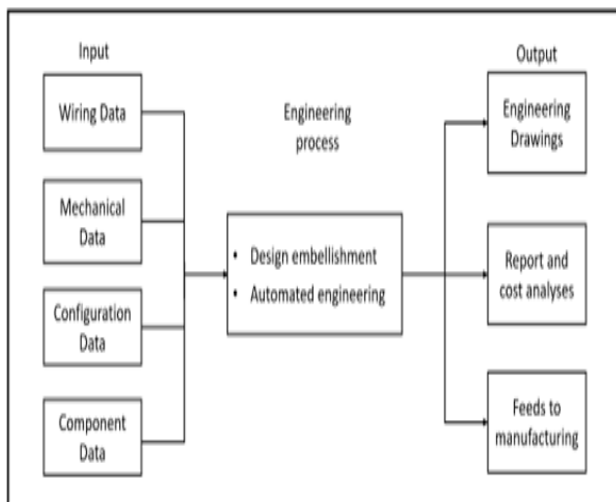 Input
Wiring Data
Mechanical
Data
Configuration
Data
Component
Data
Engineering
process
• Design embellishment
• Automated engineering
Output
Engineering
Drawings
Report and
cost analyses
Feeds to
manufacturing